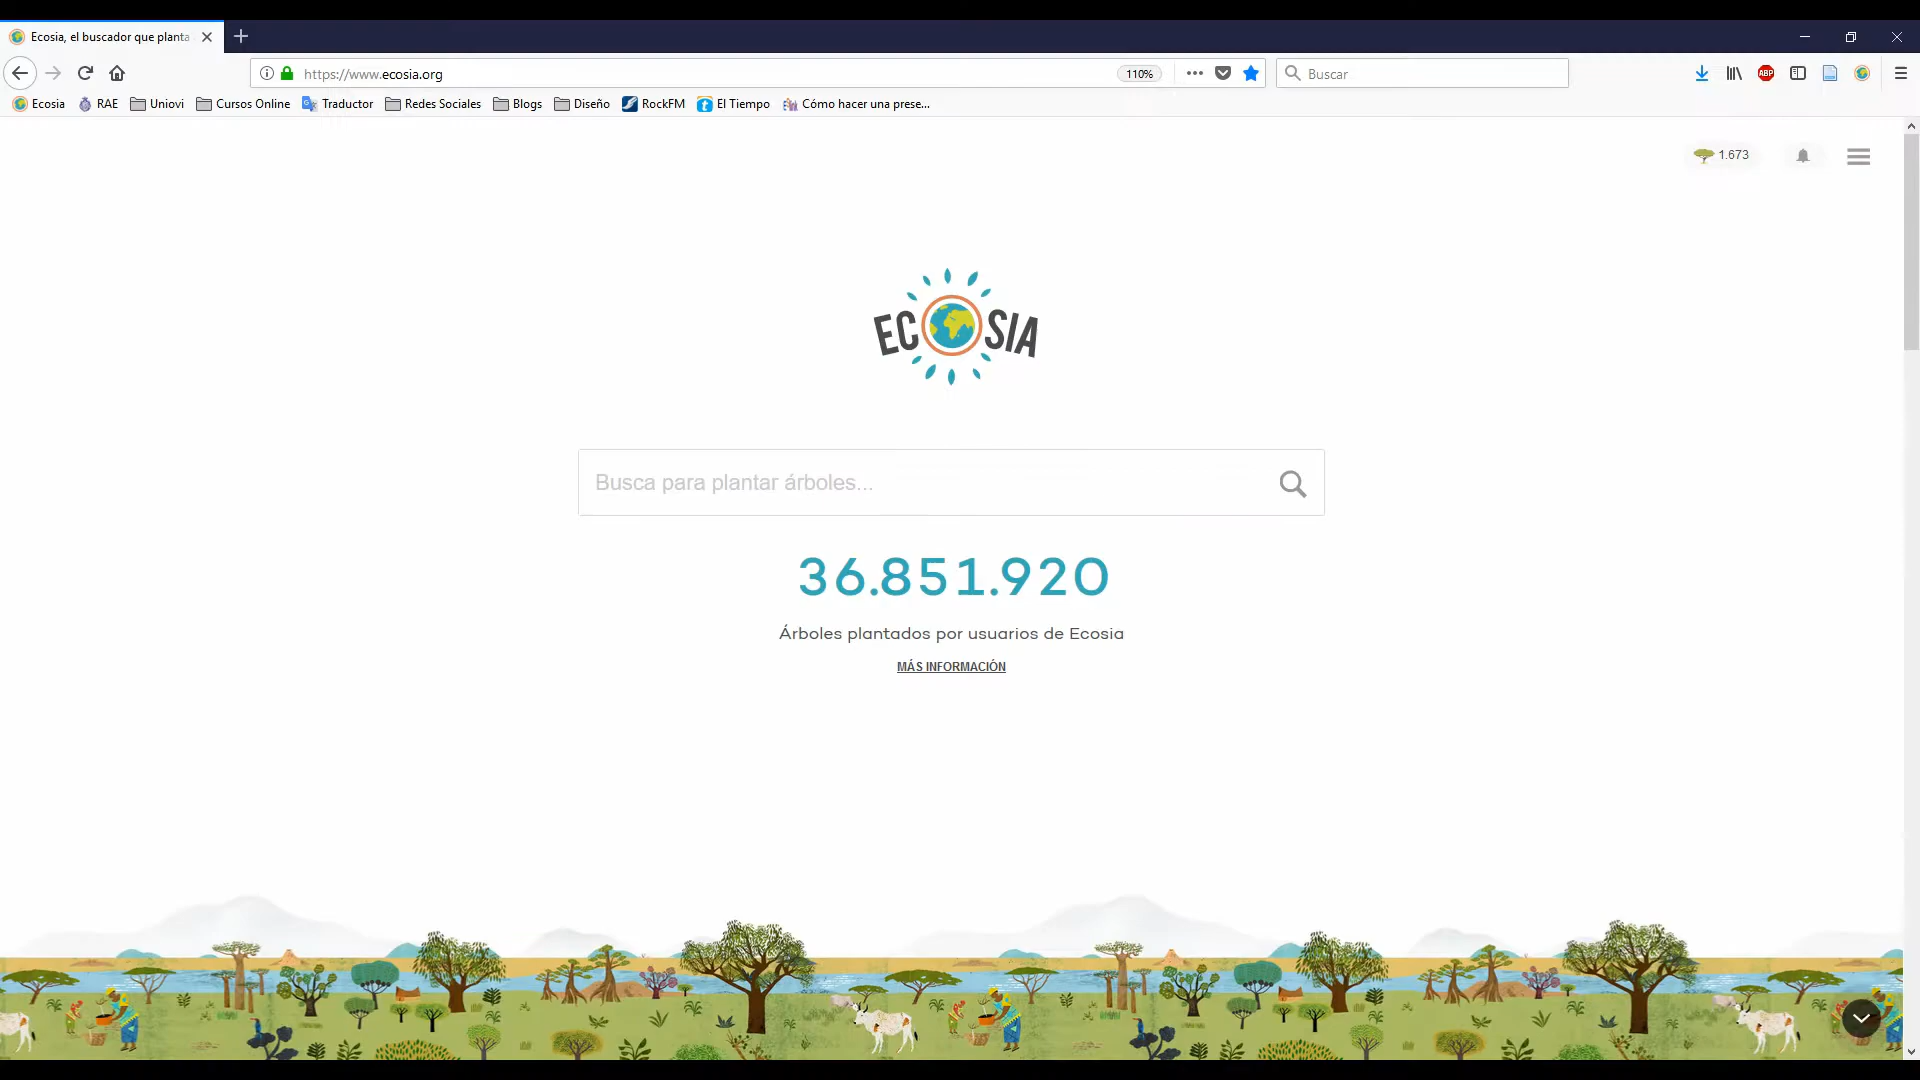 Ecosia, el buscador que planta
https://www.ecosia.org
110%
Buscar
ABP
Ecosia
RAE
Uniovi
Cursos Online
Traductor
Redes Sociales
Blogs
Diseño
RockFM
El Tiempo
Cómo hacer una prese...
1.673
ECOSIA
Busca para plantar árboles...
36.851.920
Árboles plantados por usuarios de Ecosia
MÁS INFORMACIÓN